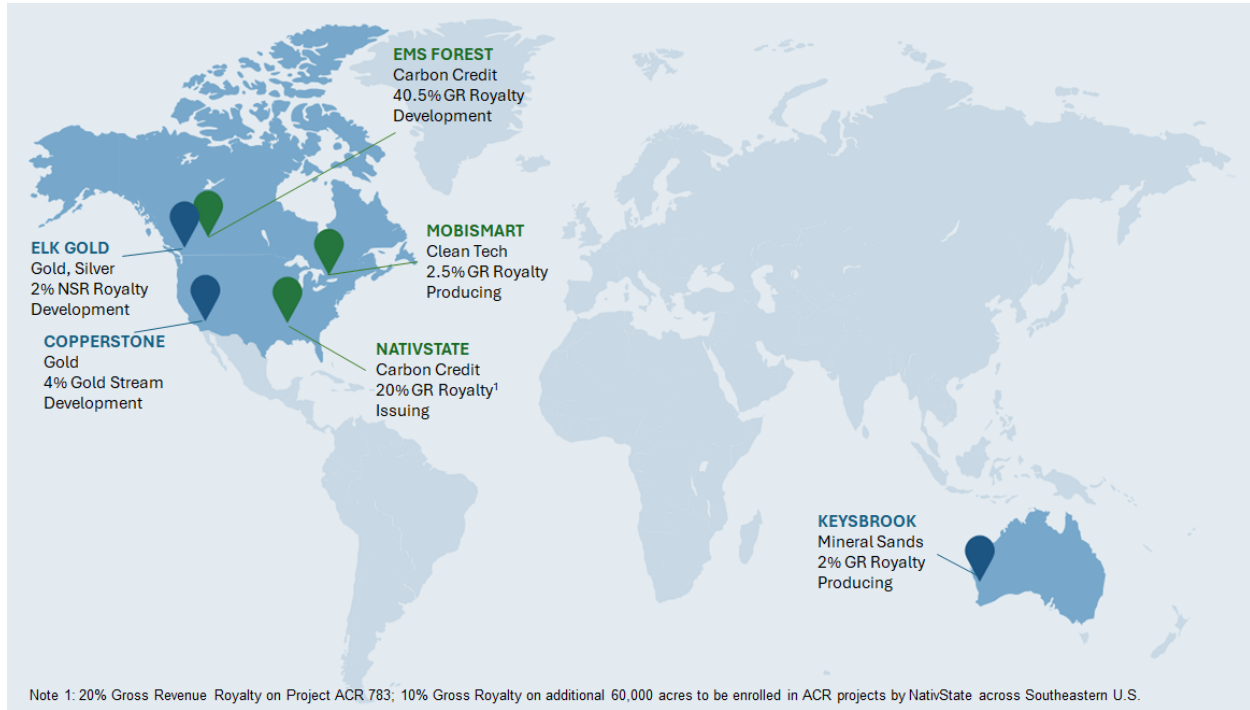 EMS FOREST
Carbon Credit
40.5% GR Royalty
Development
ELK GOLD
Gold, Silver
2% NSR Royalty
Development
MOBISMART
Clean Tech
2.5% GR Royalty
Producing
COPPERSTONE
Gold
4% Gold Stream
Development
NATIVSTATE
Carbon Credit
20% GR Royalty¹
Issuing
KEYSBROOK
Mineral Sands
2% GR Royalty
Producing
Note 1: 20% Gross Revenue Royalty on Project ACR 783; 10% Gross Royalty on additional 60,000 acres to be enrolled in ACR projects by NativState across Southeastern U.S.